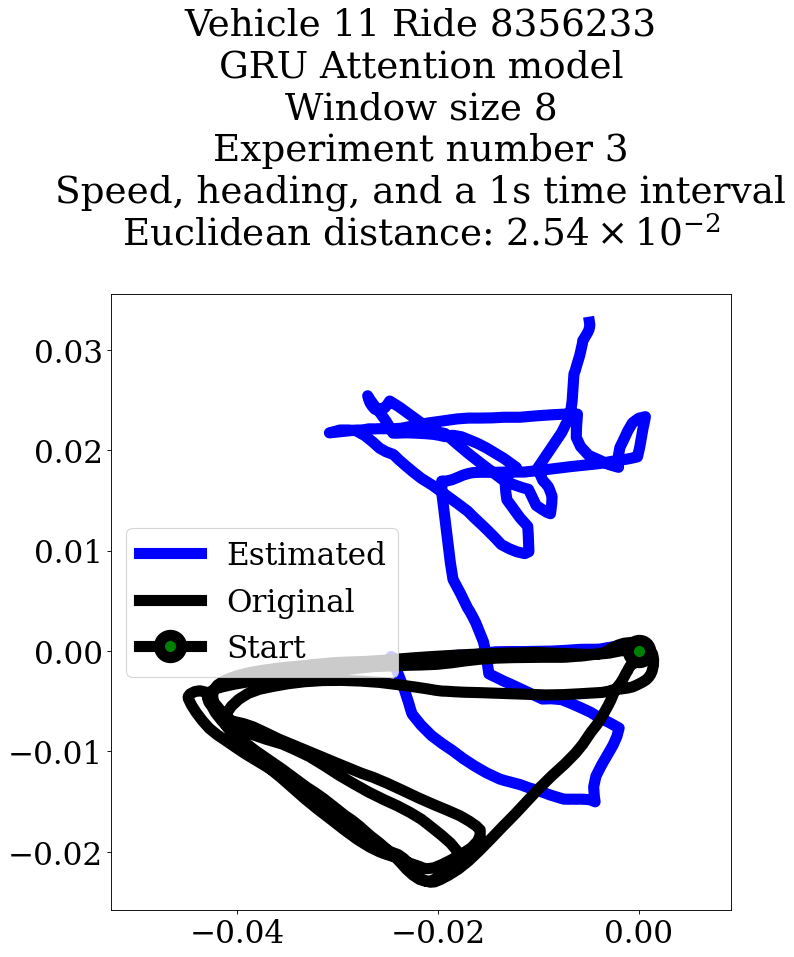 Vehicle 11 Ride 8356233
GRU Attention model
Window size 8
Experiment number 3
Speed, heading, and a 1s time interval
Euclidean distance: 2.54 × 10⁻²
0.03
0.02
0.01
0.00
−0.01
−0.02
Estimated
Original
Start
−0.04
−0.02
0.00